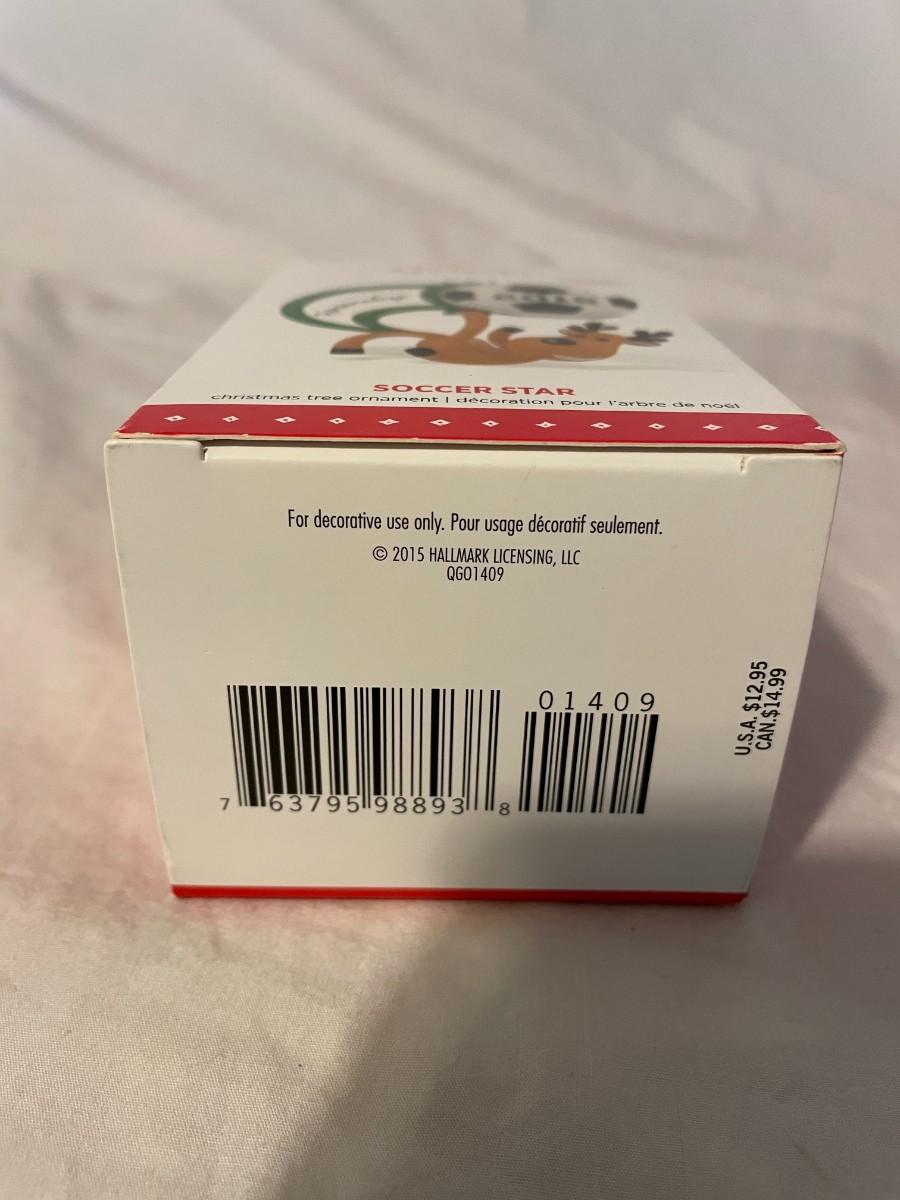 SOCCER STAR
christmas tree ornament | décoration pour l'arbre de noël
For decorative use only. Pour usage décoratif seulement.
© 2015 HALLMARK LICENSING, LLC
QGO1409
01409
7 63795 98893 8
U.S.A. $12.95
CAN.$14.99